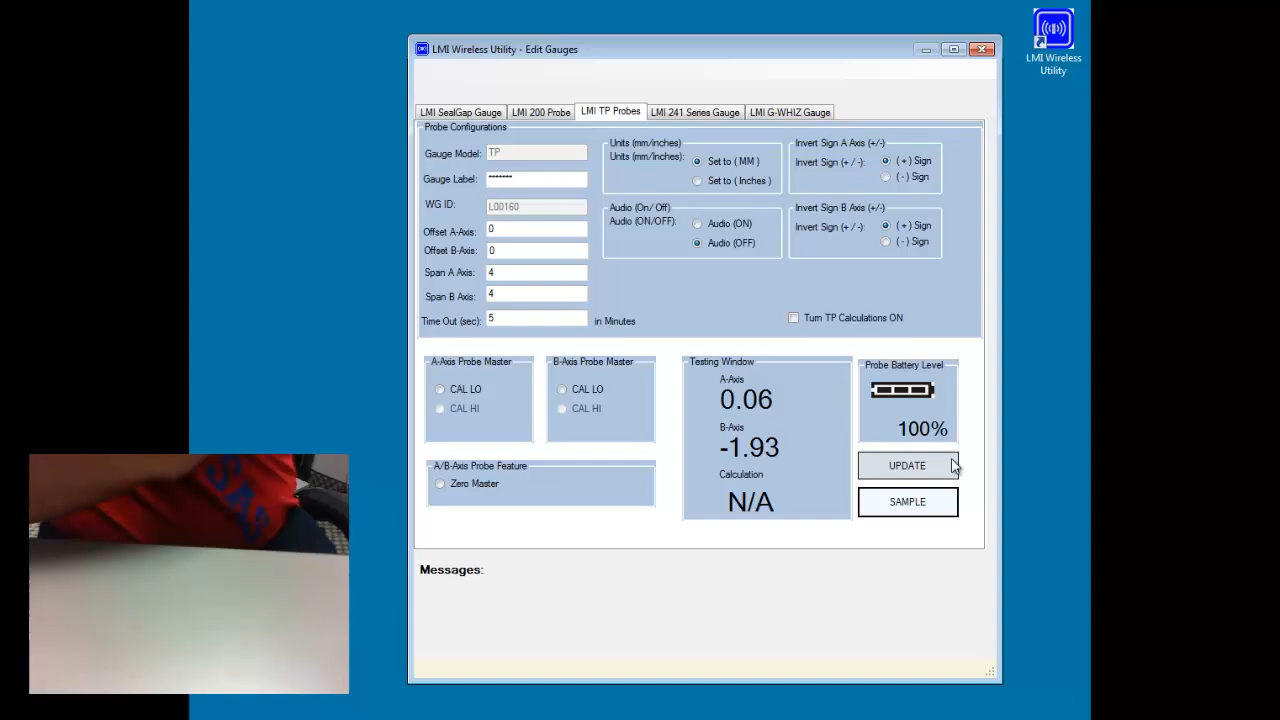 LMI Wireless Utility - Edit Gauges
LMI Wireless
Utility
LMI SealGap Gauge
LMI 200 Probe
LMI TP Probes
LMI 241 Series Gauge
LMI G-WHIZ Gauge
Probe Configurations
Gauge Model: TP
Gauge Label: *******
WG ID: L00160
Offset A-Axis: 0
Offset B-Axis: 0
Span A Axis: 4
Span B Axis: 4
Time Out (sec): 5 in Minutes
Units (mm/inches)
Units (mm/Inches): Set to ( MM )
Set to ( Inches )
Audio (On/ Off)
Audio (ON/OFF): Audio (ON)
Audio (OFF)
Invert Sign A Axis (+/-)
Invert Sign (+ / -): ( + ) Sign
( - ) Sign
Invert Sign B Axis (+/-)
Invert Sign (+ / -): ( + ) Sign
( - ) Sign
Turn TP Calculations ON
A-Axis Probe Master
CAL LO
CAL HI
B-Axis Probe Master
CAL LO
CAL HI
A/B-Axis Probe Feature
Zero Master
Testing Window
A-Axis
0.06
B-Axis
-1.93
Calculation
N/A
Probe Battery Level
100%
UPDATE
SAMPLE
Messages:
SAS